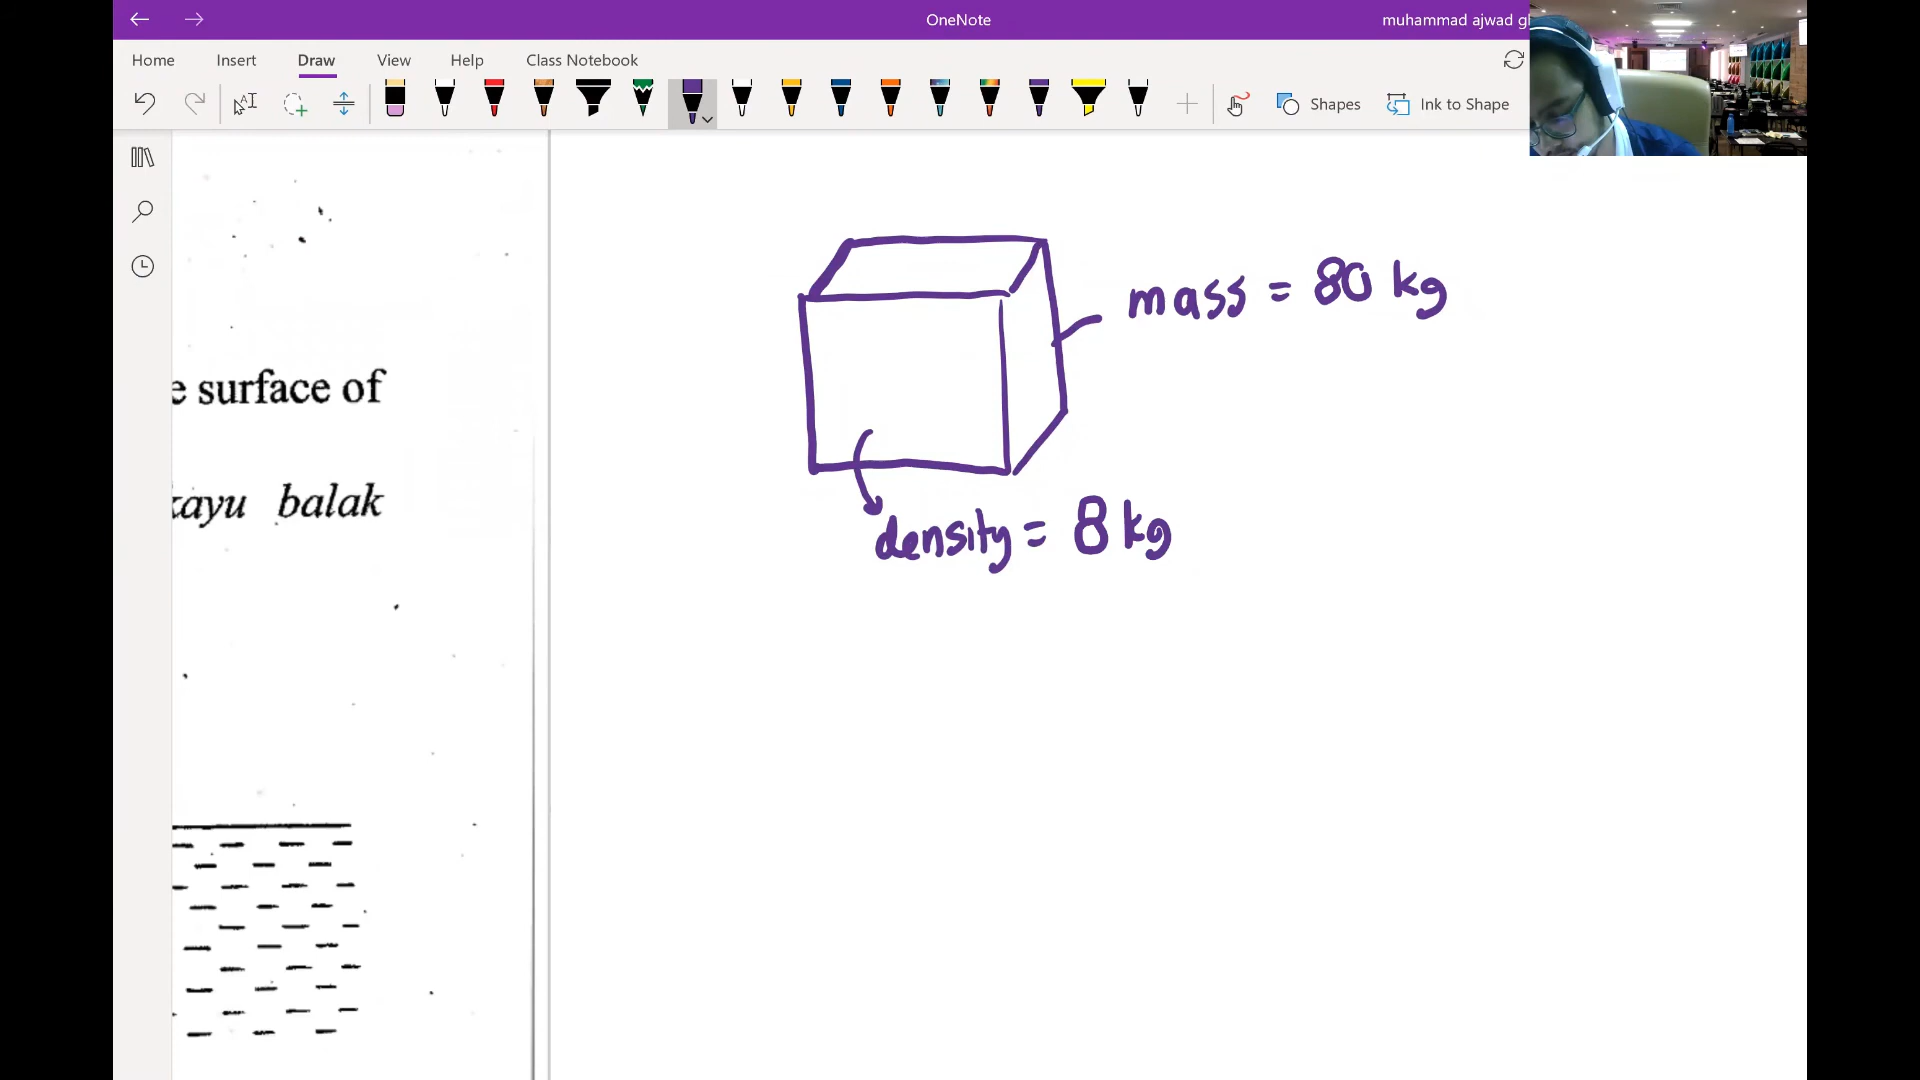 OneNote
muhammad ajwad
Home Insert Draw View Help Class Notebook
Shapes Ink to Shape
surface of
kayu balak
mass = 80 kg
density = 8 kg